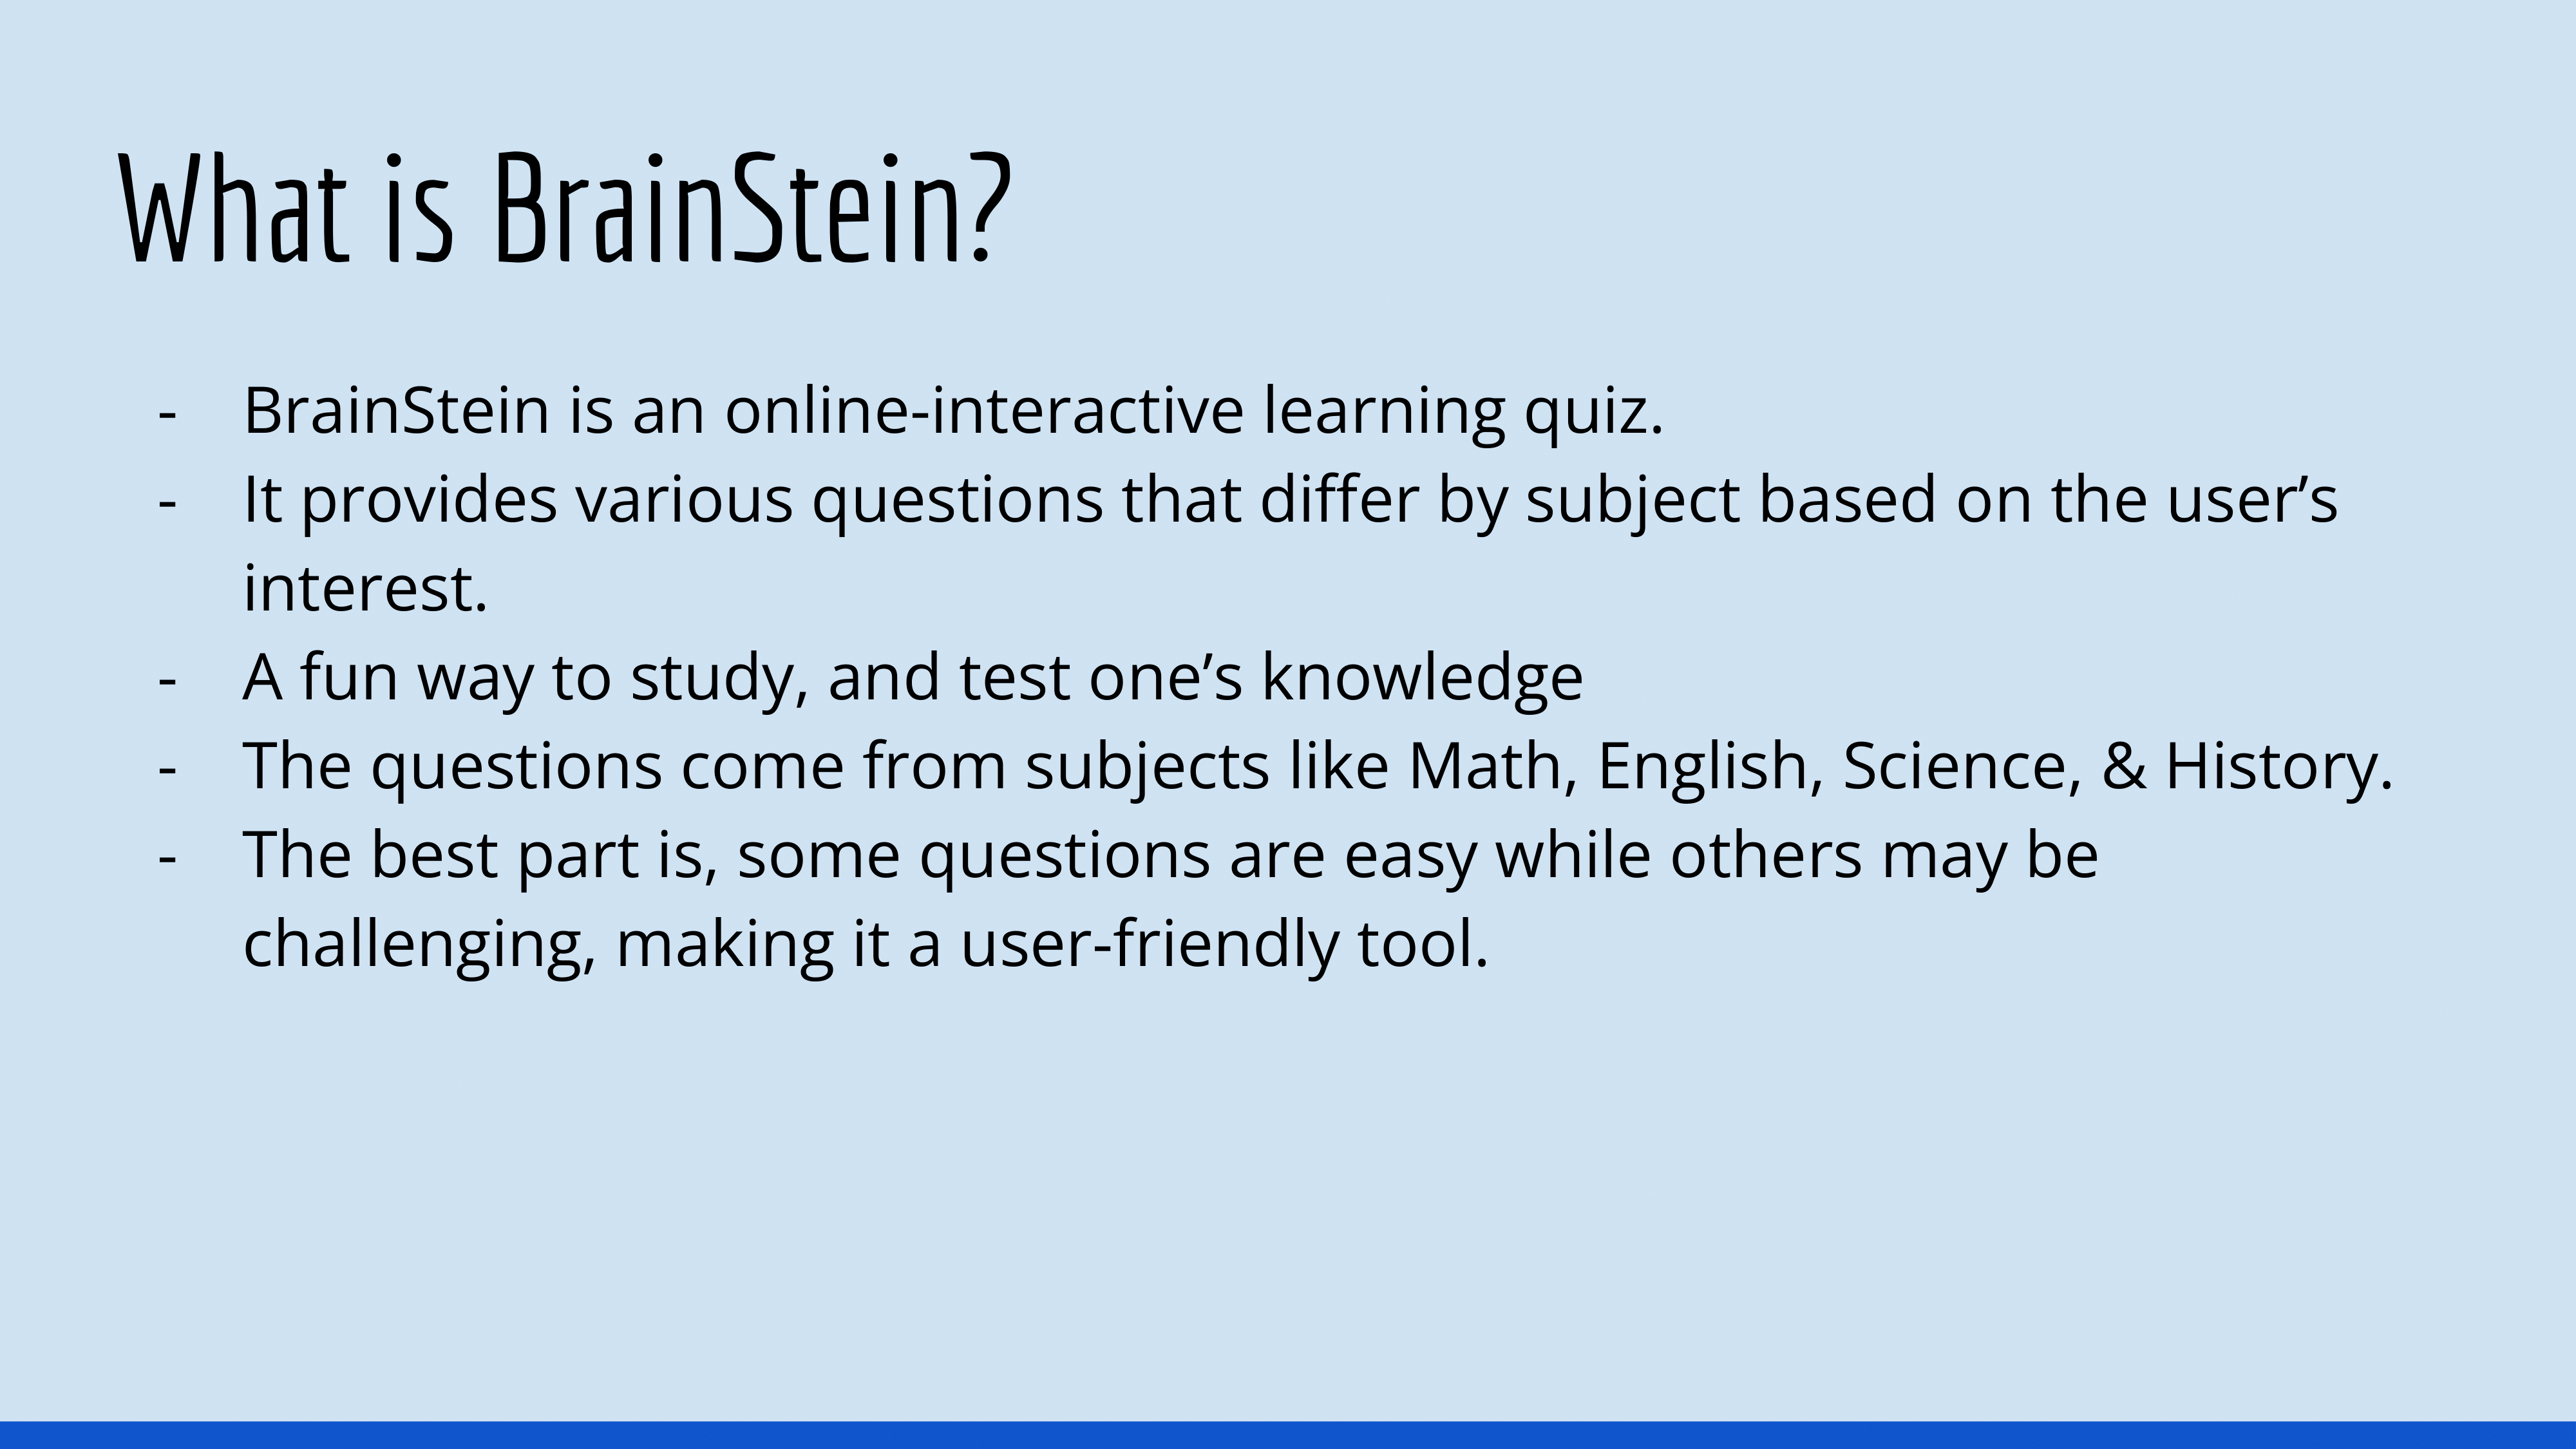 What is BrainStein?
- BrainStein is an online-interactive learning quiz.
- It provides various questions that differ by subject based on the user’s
interest.
- A fun way to study, and test one’s knowledge
- The questions come from subjects like Math, English, Science, & History.
- The best part is, some questions are easy while others may be
challenging, making it a user-friendly tool.